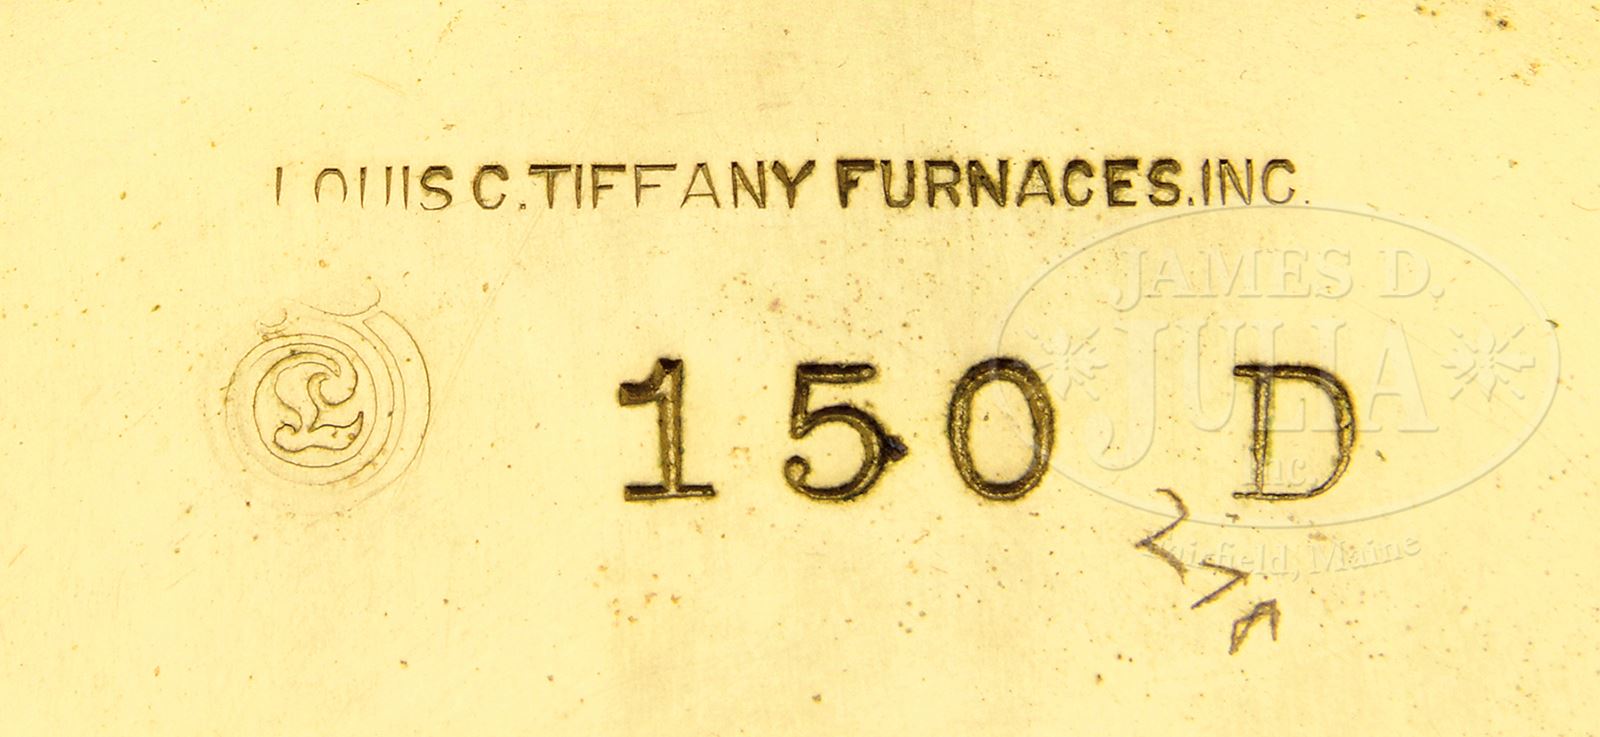 LOUIS C. TIFFANY FURNACES. INC.
150 D
JAMES D.
JULIA
Inc.
Fairfield, Maine